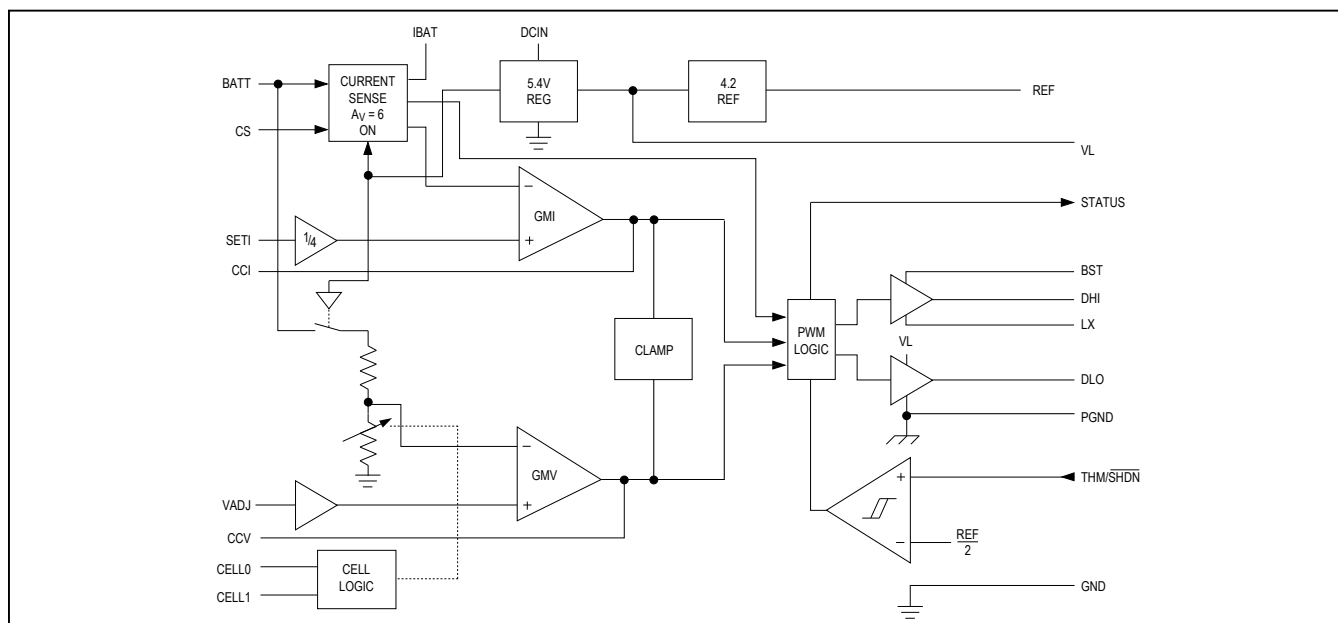 IBAT
DCIN
BATT
CURRENT
SENSE
AV = 6
ON
5.4V
REG
4.2
REF
REF
CS
VL
−
GMI
+
STATUS
SETI
1/4
CCI
BST
DHI
LX
CLAMP
PWM
LOGIC
VL
DLO
PGND
−
GMV
+
THM/SHDN
+
−
REF
2
VADJ
CCV
CELL0
CELL1
CELL
LOGIC
GND